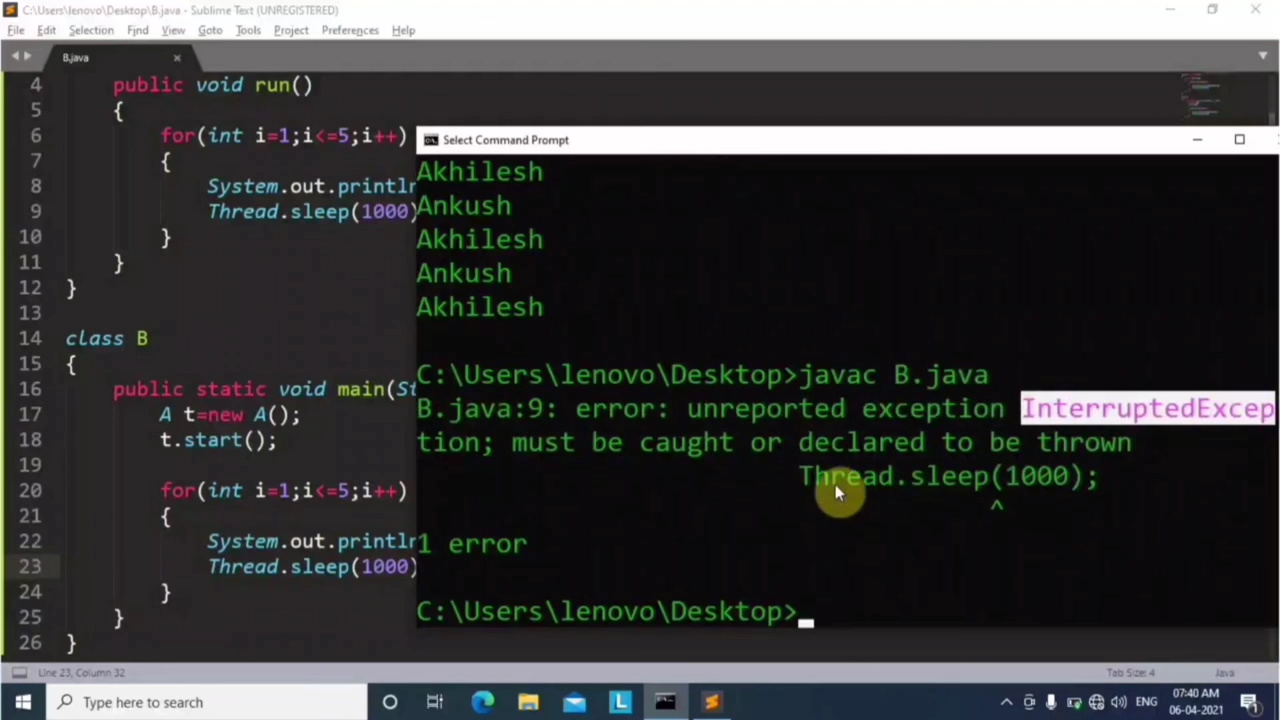 C:\Users\lenovo\Desktop\B.java - Sublime Text (UNREGISTERED)
File Edit Selection Find View Goto Tools Project Preferences Help
B.java
4 public void run()
5 {
6 for(int i=1;i<=5;i++)
7 {
8 System.out.println
9 Thread.sleep(1000)
10 }
11 }
12 }
13
14 class B
15 {
16 public static void main(St
17 A t=new A();
18 t.start();
19
20 for(int i=1;i<=5;i++)
21 {
22 System.out.println
23 Thread.sleep(1000)
24 }
25 }
26 }
Select Command Prompt
Akhilesh
Ankush
Akhilesh
Ankush
Akhilesh
C:\Users\lenovo\Desktop>javac B.java
B.java:9: error: unreported exception InterruptedExcep
tion; must be caught or declared to be thrown
Thread.sleep(1000);
^
1 error
C:\Users\lenovo\Desktop>
Line 23, Column 32
Tab Size: 4
Java
Type here to search
L
ENG
07:40 AM
06-04-2021
1